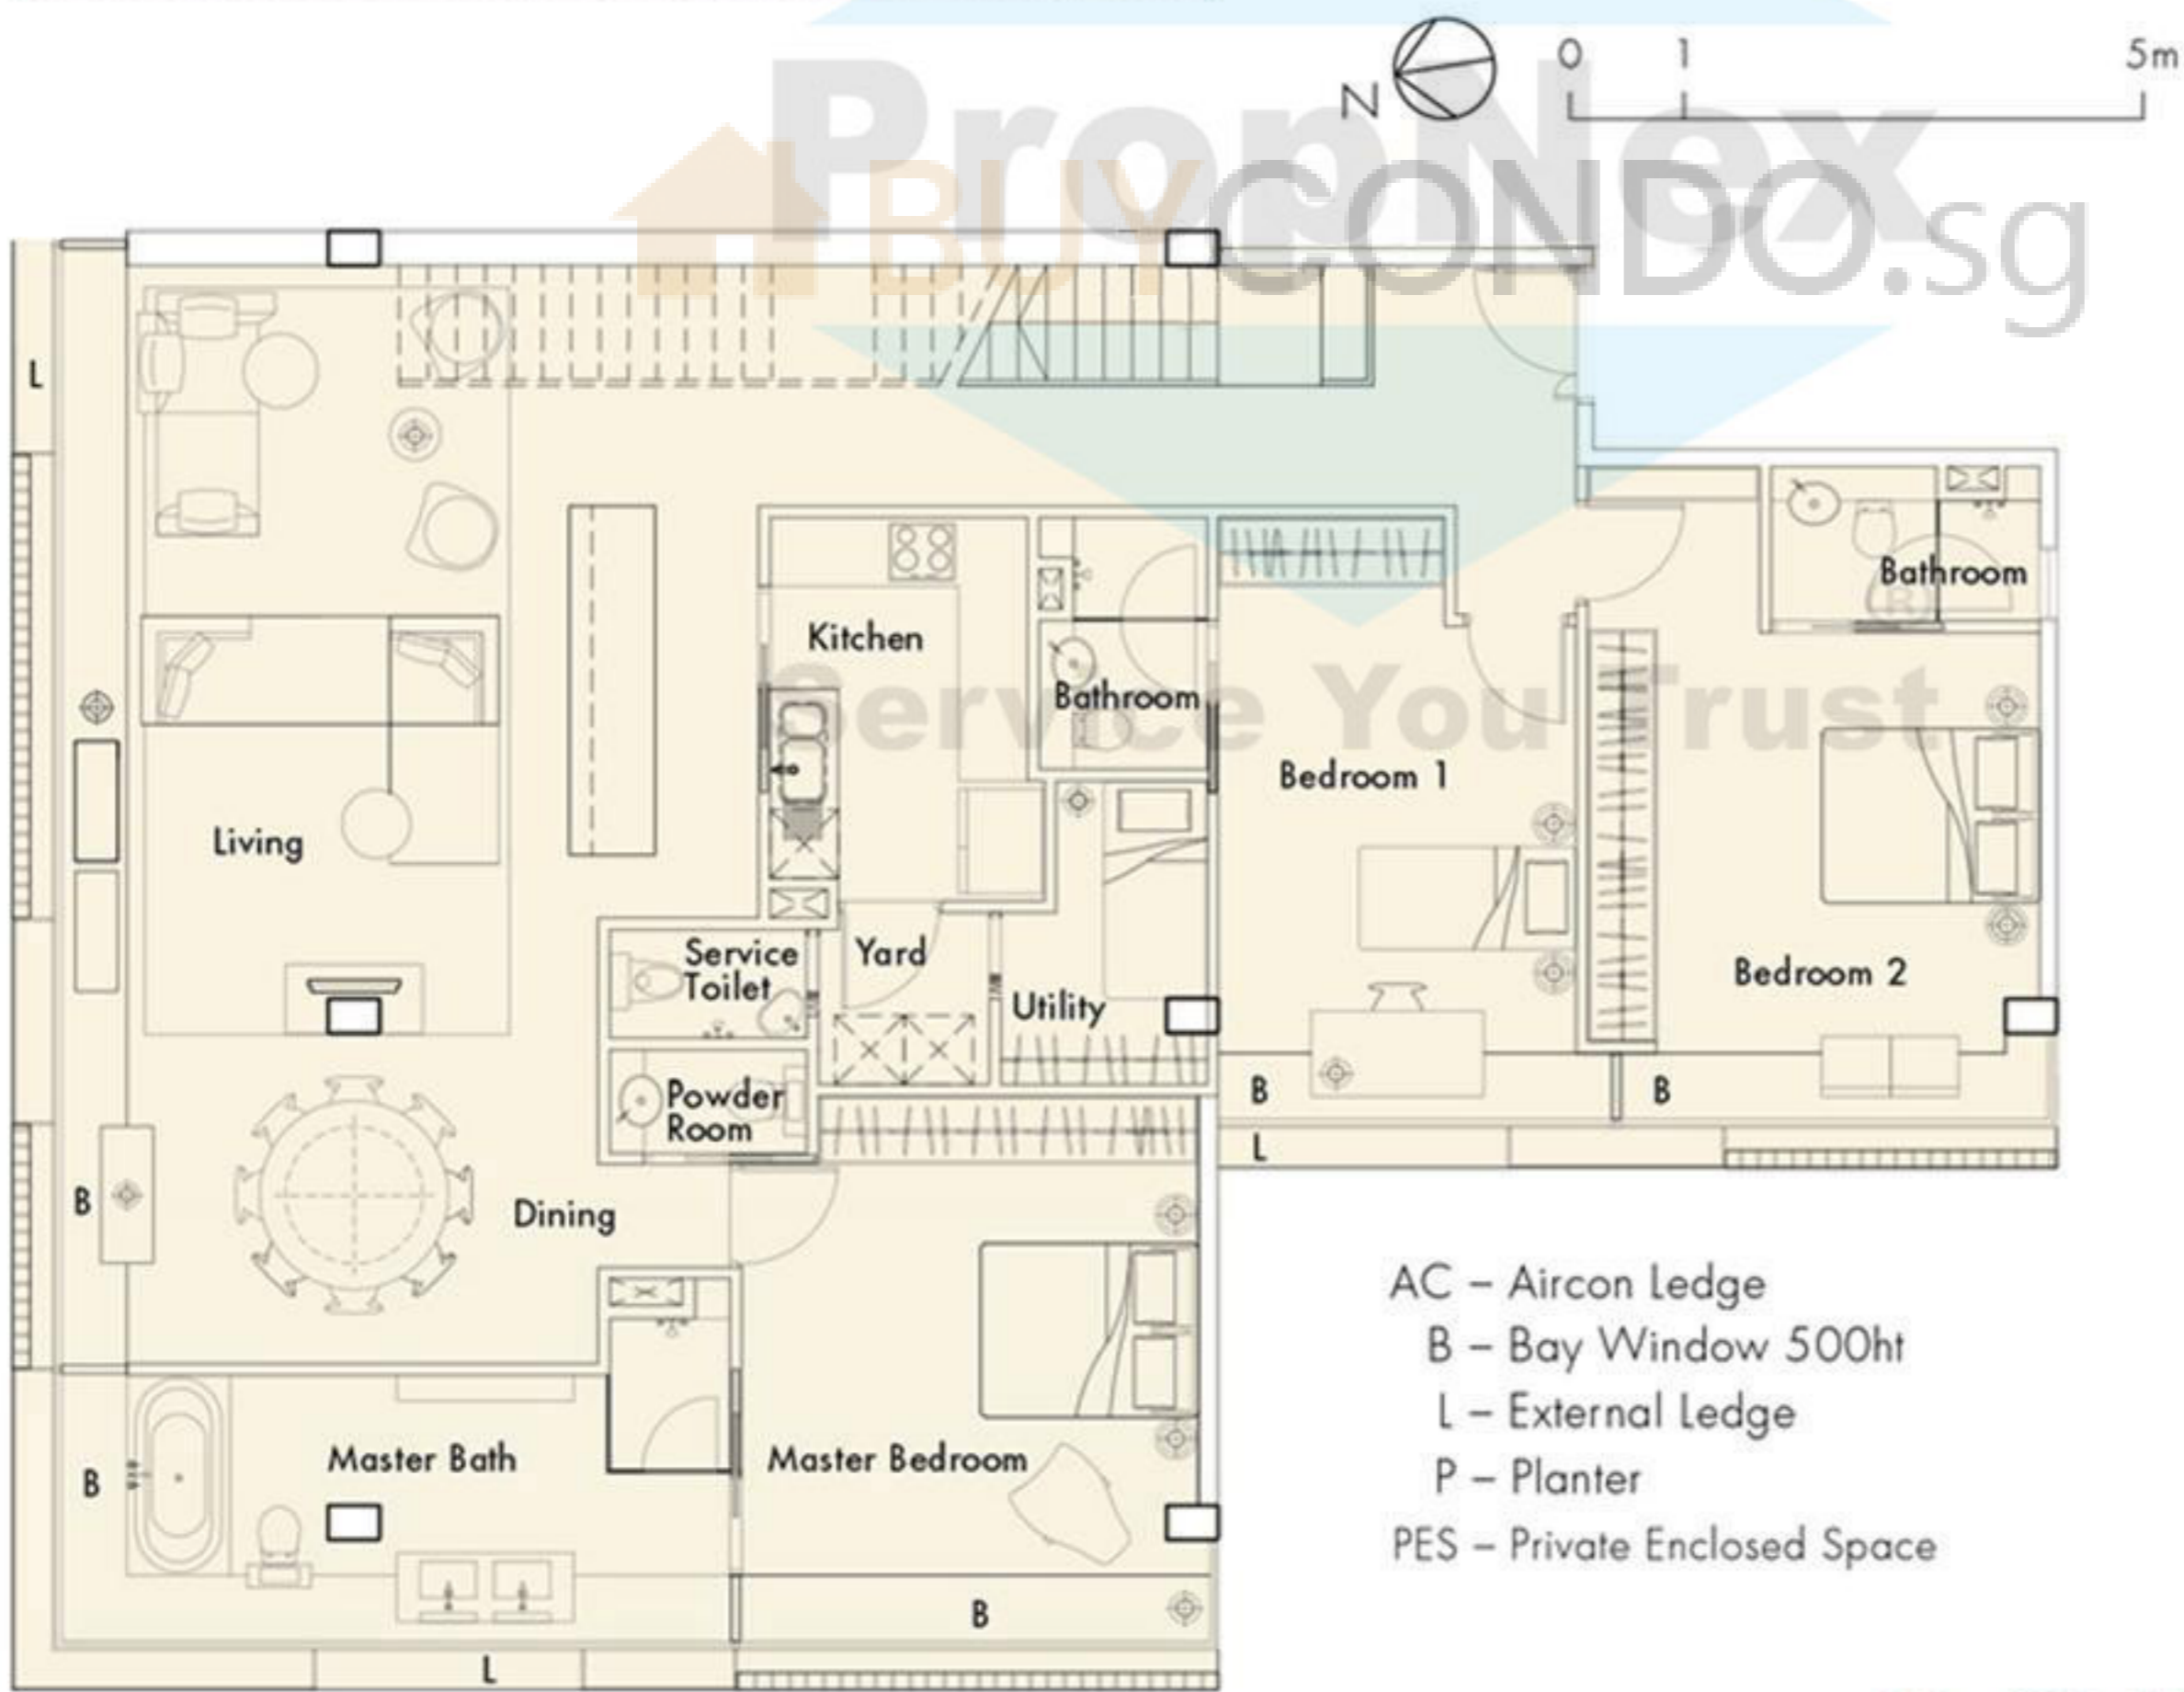 PropNex
BUYCONDO.sg
Service You Trust
N
0 1 5m
L
Kitchen
Bathroom
Bathroom
Bedroom 1
Living
Bedroom 2
Service
Toilet
Yard
Utility
Powder
Room
B
B
L
B
Dining
B
Master Bath
Master Bedroom
B
L
AC – Aircon Ledge
B – Bay Window 500ht
L – External Ledge
P – Planter
PES – Private Enclosed Space